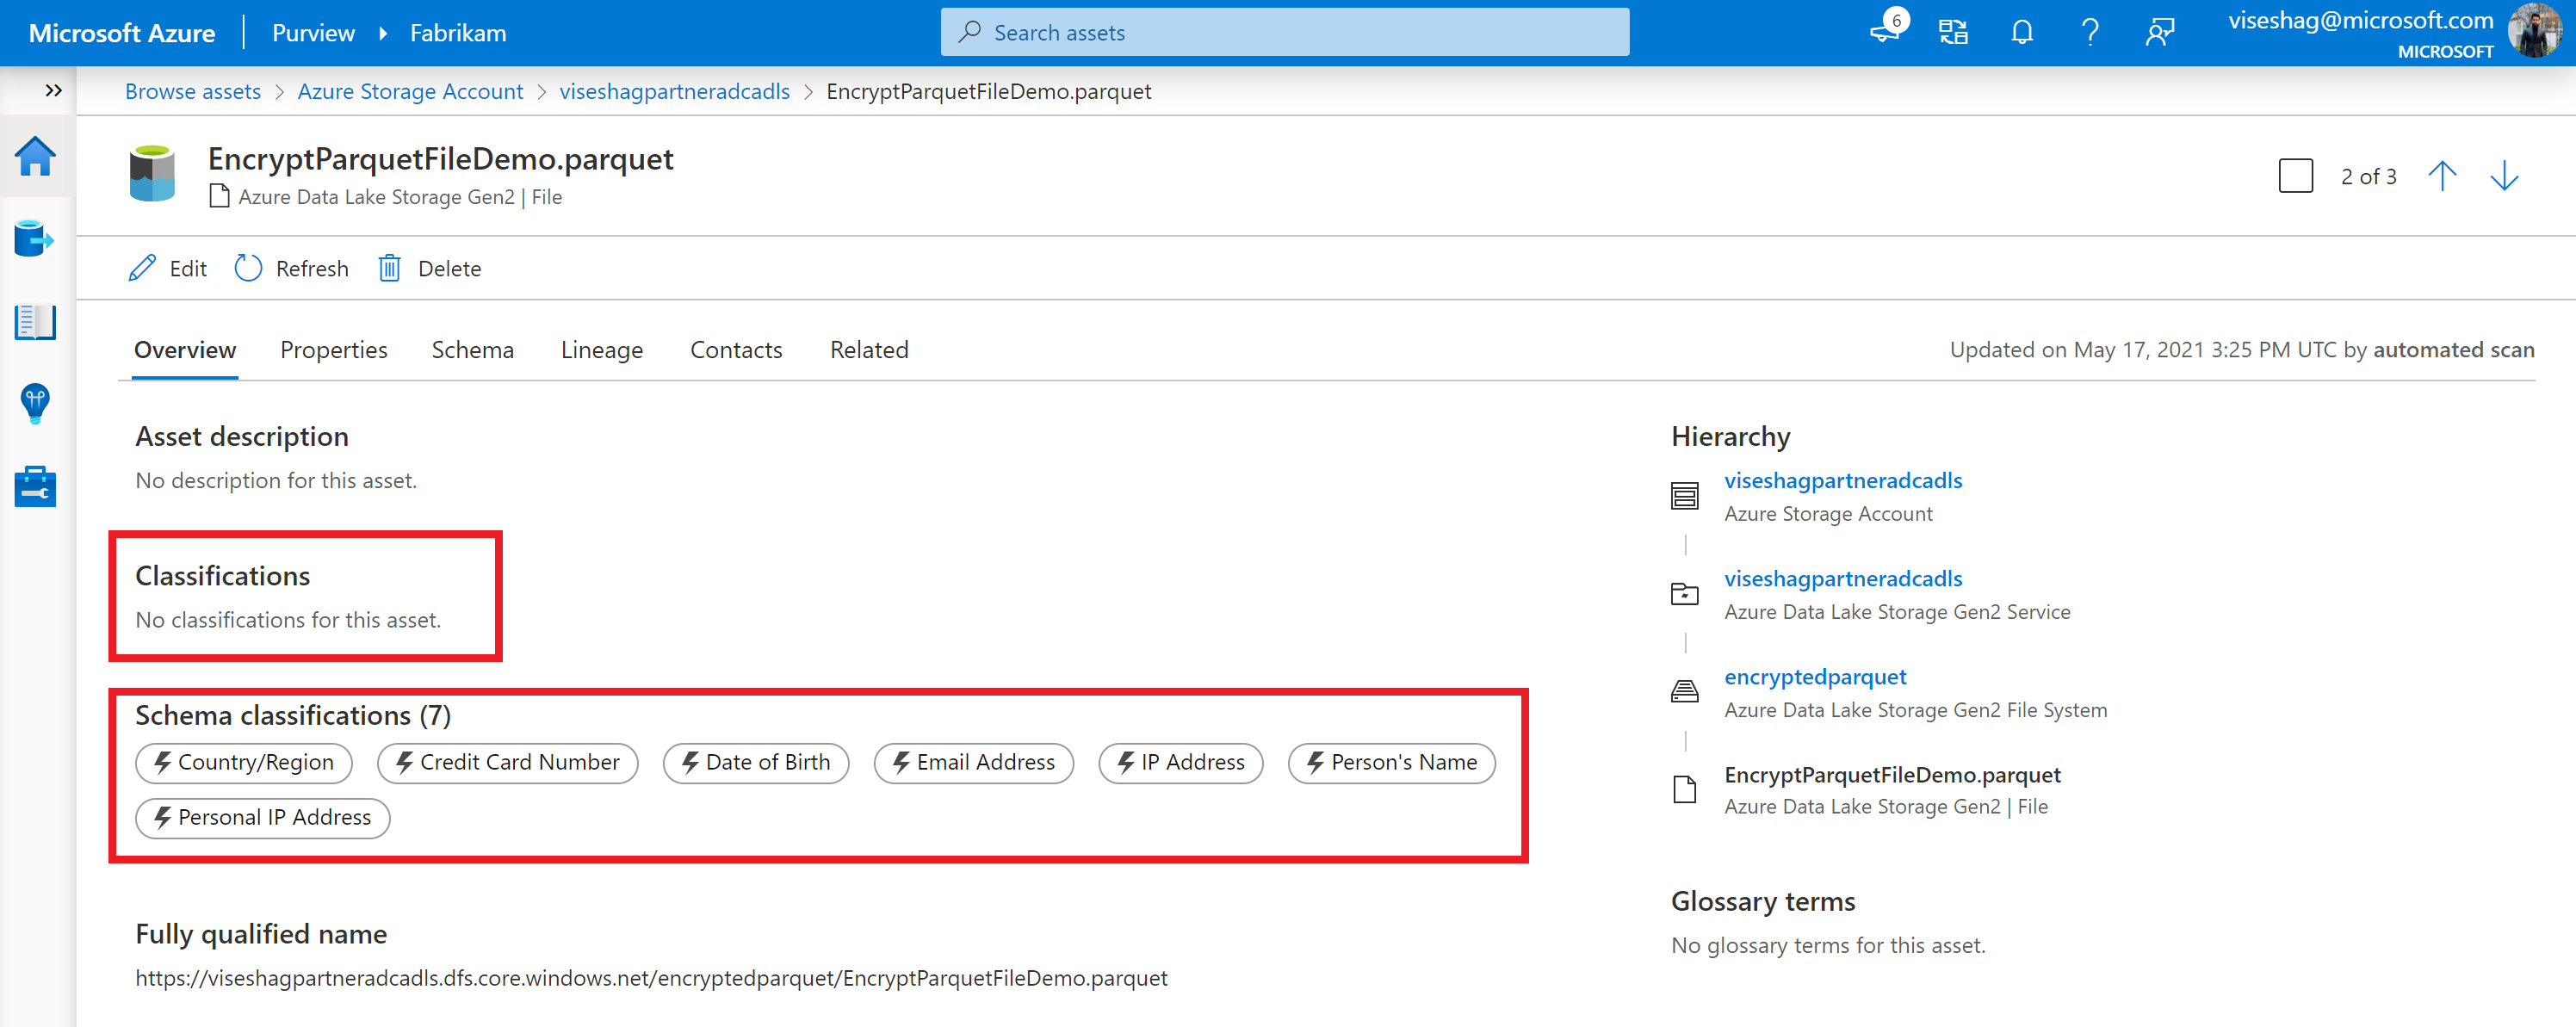 Microsoft Azure
Purview
Fabrikam
Search assets
6
viseshag@microsoft.com
MICROSOFT
Browse assets > Azure Storage Account > viseshagpartneradcadls > EncryptParquetFileDemo.parquet
EncryptParquetFileDemo.parquet
Azure Data Lake Storage Gen2 | File
2 of 3
Edit
Refresh
Delete
Overview
Properties
Schema
Lineage
Contacts
Related
Updated on May 17, 2021 3:25 PM UTC by automated scan
Asset description
No description for this asset.
Classifications
No classifications for this asset.
Schema classifications (7)
Country/Region
Credit Card Number
Date of Birth
Email Address
IP Address
Person's Name
Personal IP Address
Fully qualified name
https://viseshagpartneradcadls.dfs.core.windows.net/encryptedparquet/EncryptParquetFileDemo.parquet
Hierarchy
viseshagpartneradcadls
Azure Storage Account
viseshagpartneradcadls
Azure Data Lake Storage Gen2 Service
encryptedparquet
Azure Data Lake Storage Gen2 File System
EncryptParquetFileDemo.parquet
Azure Data Lake Storage Gen2 | File
Glossary terms
No glossary terms for this asset.